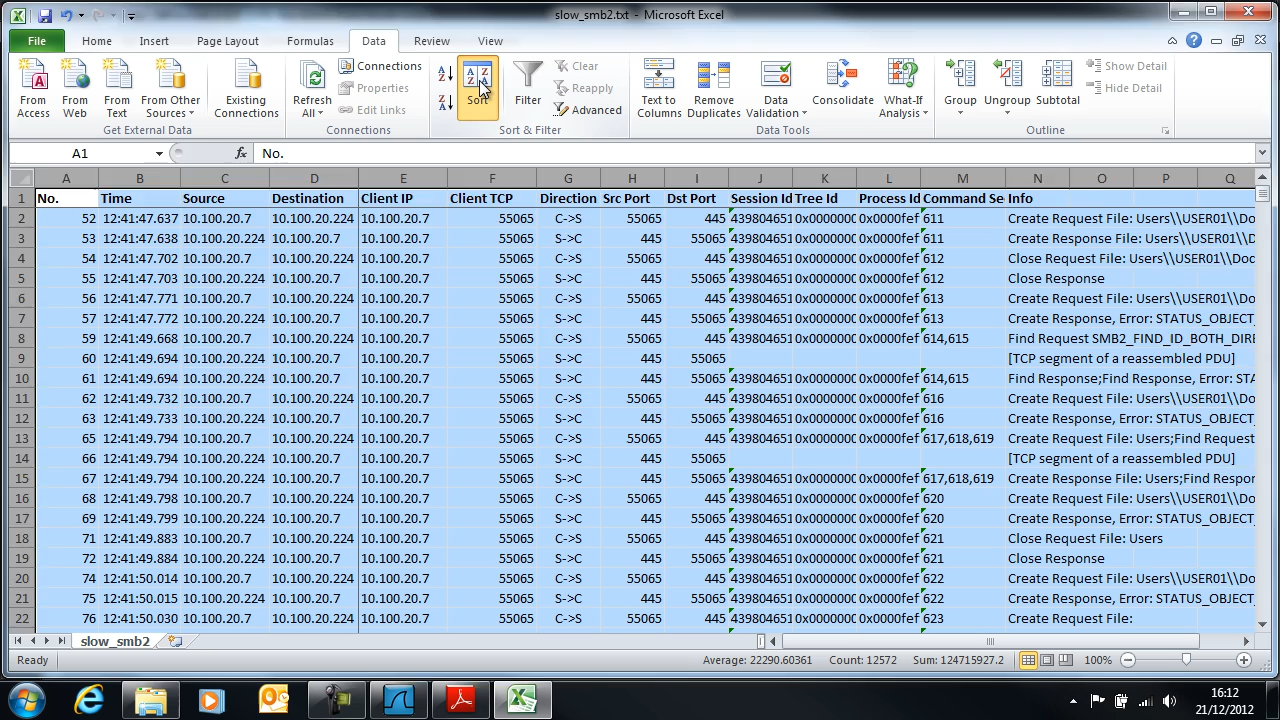 slow_smb2.txt - Microsoft Excel
File Home Insert Page Layout Formulas Data Review View
From Access From Web From Text From Other Sources Existing Connections
Get External Data
Refresh All Connections Properties Edit Links
Connections
Sort Filter Clear Reapply Advanced
Sort & Filter
Text to Columns Remove Duplicates Data Validation Consolidate What-If Analysis
Data Tools
Group Ungroup Subtotal Show Detail Hide Detail
Outline
A1 fx No.
A B C D E F G H I J K L M N O P Q
1 No. Time Source Destination Client IP Client TCP Direction Src Port Dst Port Session Id Tree Id Process Id Command Se Info
2 52 12:41:47.637 10.100.20.7 10.100.20.224 10.100.20.7 55065 C->S 55065 445 439804651 0x0000000 0x0000fef 611 Create Request File: Users\\USER01\\Do
3 53 12:41:47.638 10.100.20.224 10.100.20.7 10.100.20.7 55065 S->C 445 55065 439804651 0x0000000 0x0000fef 611 Create Response File: Users\\USER01\\D
4 54 12:41:47.702 10.100.20.7 10.100.20.224 10.100.20.7 55065 C->S 55065 445 439804651 0x0000000 0x0000fef 612 Close Request File: Users\\USER01\\Doc
5 55 12:41:47.703 10.100.20.224 10.100.20.7 10.100.20.7 55065 S->C 445 55065 439804651 0x0000000 0x0000fef 612 Close Response
6 56 12:41:47.771 10.100.20.7 10.100.20.224 10.100.20.7 55065 C->S 55065 445 439804651 0x0000000 0x0000fef 613 Create Request File: Users\\USER01\\Do
7 57 12:41:47.772 10.100.20.224 10.100.20.7 10.100.20.7 55065 S->C 445 55065 439804651 0x0000000 0x0000fef 613 Create Response, Error: STATUS_OBJECT_
8 59 12:41:49.668 10.100.20.7 10.100.20.224 10.100.20.7 55065 C->S 55065 445 439804651 0x0000000 0x0000fef 614,615 Find Request SMB2_FIND_ID_BOTH_DIRE
9 60 12:41:49.694 10.100.20.224 10.100.20.7 10.100.20.7 55065 S->C 445 55065 [TCP segment of a reassembled PDU]
10 61 12:41:49.694 10.100.20.224 10.100.20.7 10.100.20.7 55065 S->C 445 55065 439804651 0x0000000 0x0000fef 614,615 Find Response;Find Response, Error: STA
11 62 12:41:49.732 10.100.20.7 10.100.20.224 10.100.20.7 55065 C->S 55065 445 439804651 0x0000000 0x0000fef 616 Create Request File: Users\\USER01\\Do
12 63 12:41:49.733 10.100.20.224 10.100.20.7 10.100.20.7 55065 S->C 445 55065 439804651 0x0000000 0x0000fef 616 Create Response, Error: STATUS_OBJECT_
13 65 12:41:49.794 10.100.20.7 10.100.20.224 10.100.20.7 55065 C->S 55065 445 439804651 0x0000000 0x0000fef 617,618,619 Create Request File: Users;Find Request
14 66 12:41:49.794 10.100.20.224 10.100.20.7 10.100.20.7 55065 S->C 445 55065 [TCP segment of a reassembled PDU]
15 67 12:41:49.794 10.100.20.224 10.100.20.7 10.100.20.7 55065 S->C 445 55065 439804651 0x0000000 0x0000fef 617,618,619 Create Response File: Users;Find Respor
16 68 12:41:49.798 10.100.20.7 10.100.20.224 10.100.20.7 55065 C->S 55065 445 439804651 0x0000000 0x0000fef 620 Create Request File: Users\\USER01\\Do
17 69 12:41:49.799 10.100.20.224 10.100.20.7 10.100.20.7 55065 S->C 445 55065 439804651 0x0000000 0x0000fef 620 Create Response, Error: STATUS_OBJECT_
18 71 12:41:49.883 10.100.20.7 10.100.20.224 10.100.20.7 55065 C->S 55065 445 439804651 0x0000000 0x0000fef 621 Close Request File: Users
19 72 12:41:49.884 10.100.20.224 10.100.20.7 10.100.20.7 55065 S->C 445 55065 439804651 0x0000000 0x0000fef 621 Close Response
20 74 12:41:50.014 10.100.20.7 10.100.20.224 10.100.20.7 55065 C->S 55065 445 439804651 0x0000000 0x0000fef 622 Create Request File: Users\\USER01\\Do
21 75 12:41:50.015 10.100.20.224 10.100.20.7 10.100.20.7 55065 S->C 445 55065 439804651 0x0000000 0x0000fef 622 Create Response, Error: STATUS_OBJECT_
22 76 12:41:50.030 10.100.20.7 10.100.20.224 10.100.20.7 55065 C->S 55065 445 439804651 0x0000000 0x0000fef 623 Create Request File:
slow_smb2
Ready Average: 22290.60361 Count: 12572 Sum: 124715927.2 100%
16:12
21/12/2012